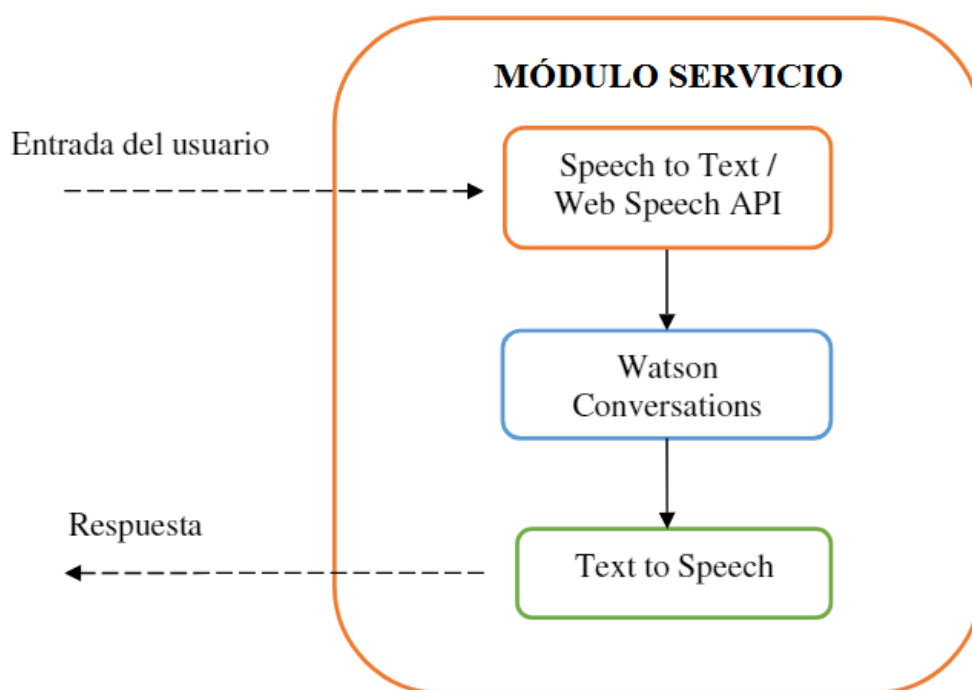 MÓDULO SERVICIO
Entrada del usuario
Speech to Text /
Web Speech API
Watson
Conversations
Respuesta
Text to Speech